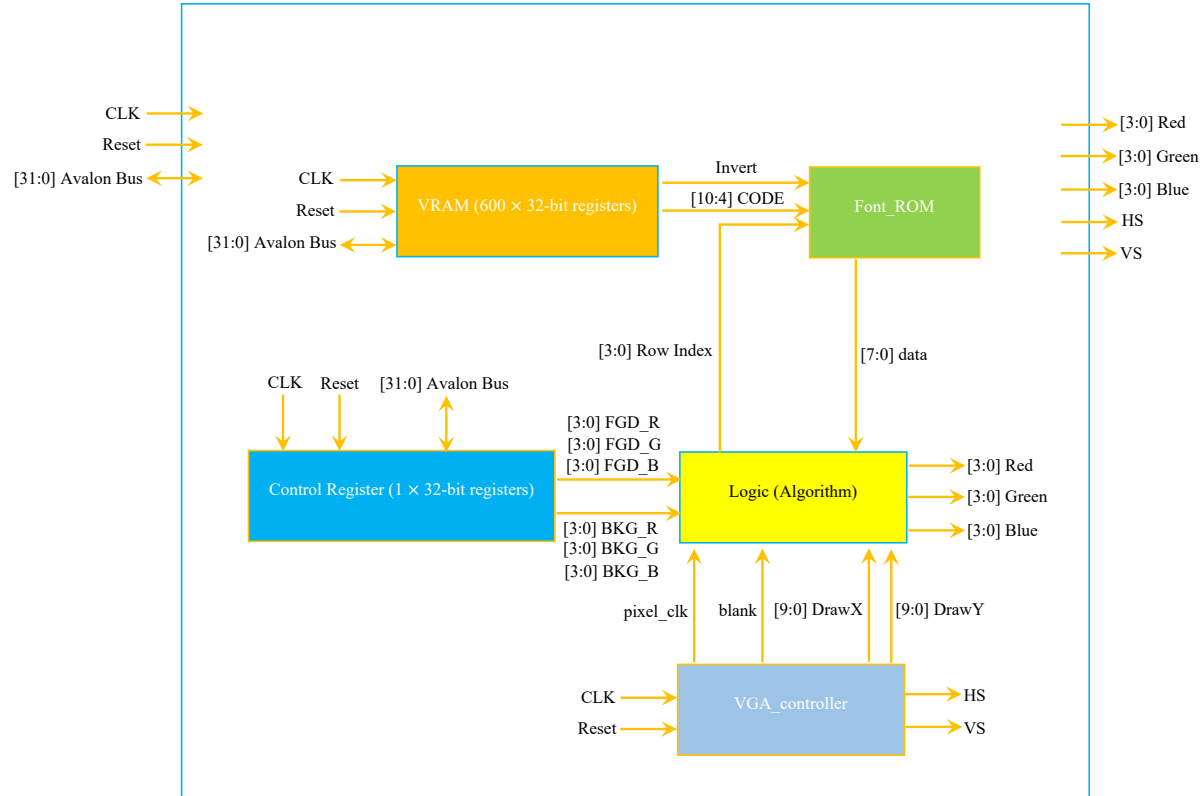 CLK
Reset
[31:0] Avalon Bus
[3:0] Red
[3:0] Green
[3:0] Blue
HS
VS
CLK
Reset
[31:0] Avalon Bus
VRAM (600 × 32-bit registers)
Invert
[10:4] CODE
Font_ROM
[3:0] Row Index
[7:0] data
CLK
Reset
[31:0] Avalon Bus
Control Register (1 × 32-bit registers)
[3:0] FGD_R
[3:0] FGD_G
[3:0] FGD_B
[3:0] BKG_R
[3:0] BKG_G
[3:0] BKG_B
Logic (Algorithm)
[3:0] Red
[3:0] Green
[3:0] Blue
pixel_clk
blank
[9:0] DrawX
[9:0] DrawY
CLK
Reset
VGA_controller
HS
VS